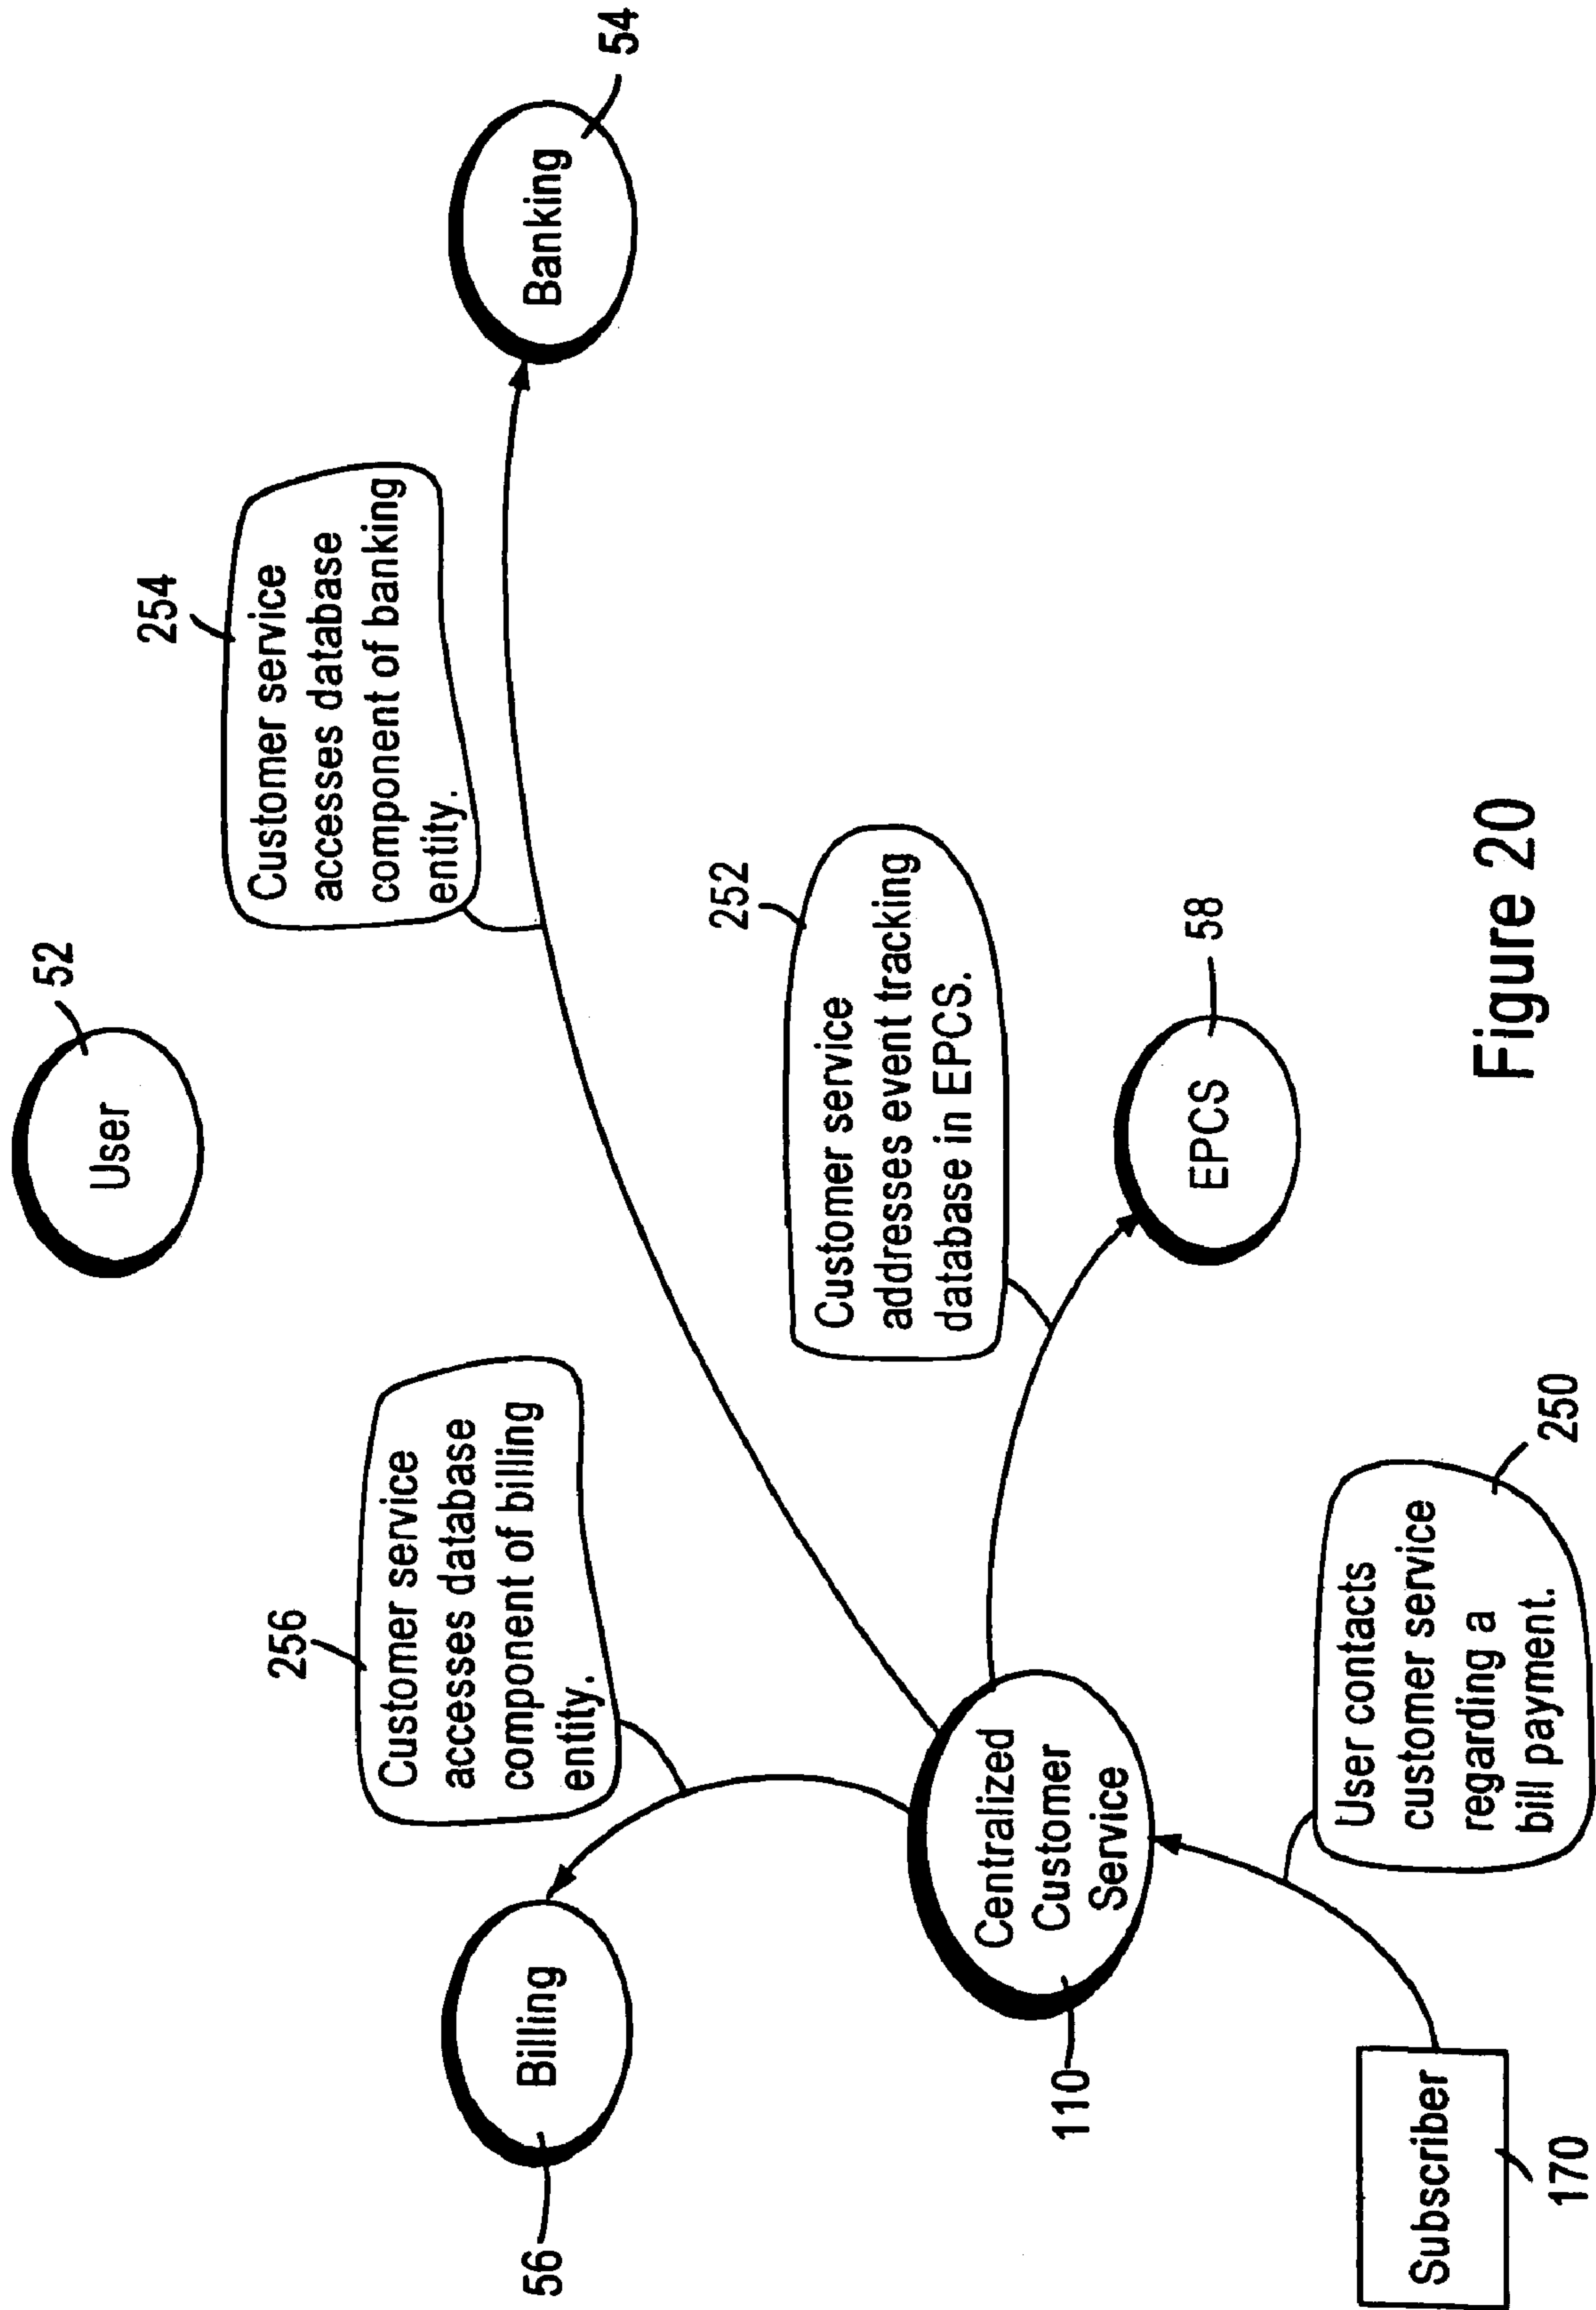 52
User
254
Customer service
accesses database
component of banking
entity.
256
Customer service
accesses database
component of billing
entity.
54
Banking
56
Billing
252
Customer service
addresses event tracking
database in EPCS.
110
Centralized
Customer
Service
58
EPCS
250
User contacts
customer service
regarding a
bill payment.
Subscriber
170
Figure 20